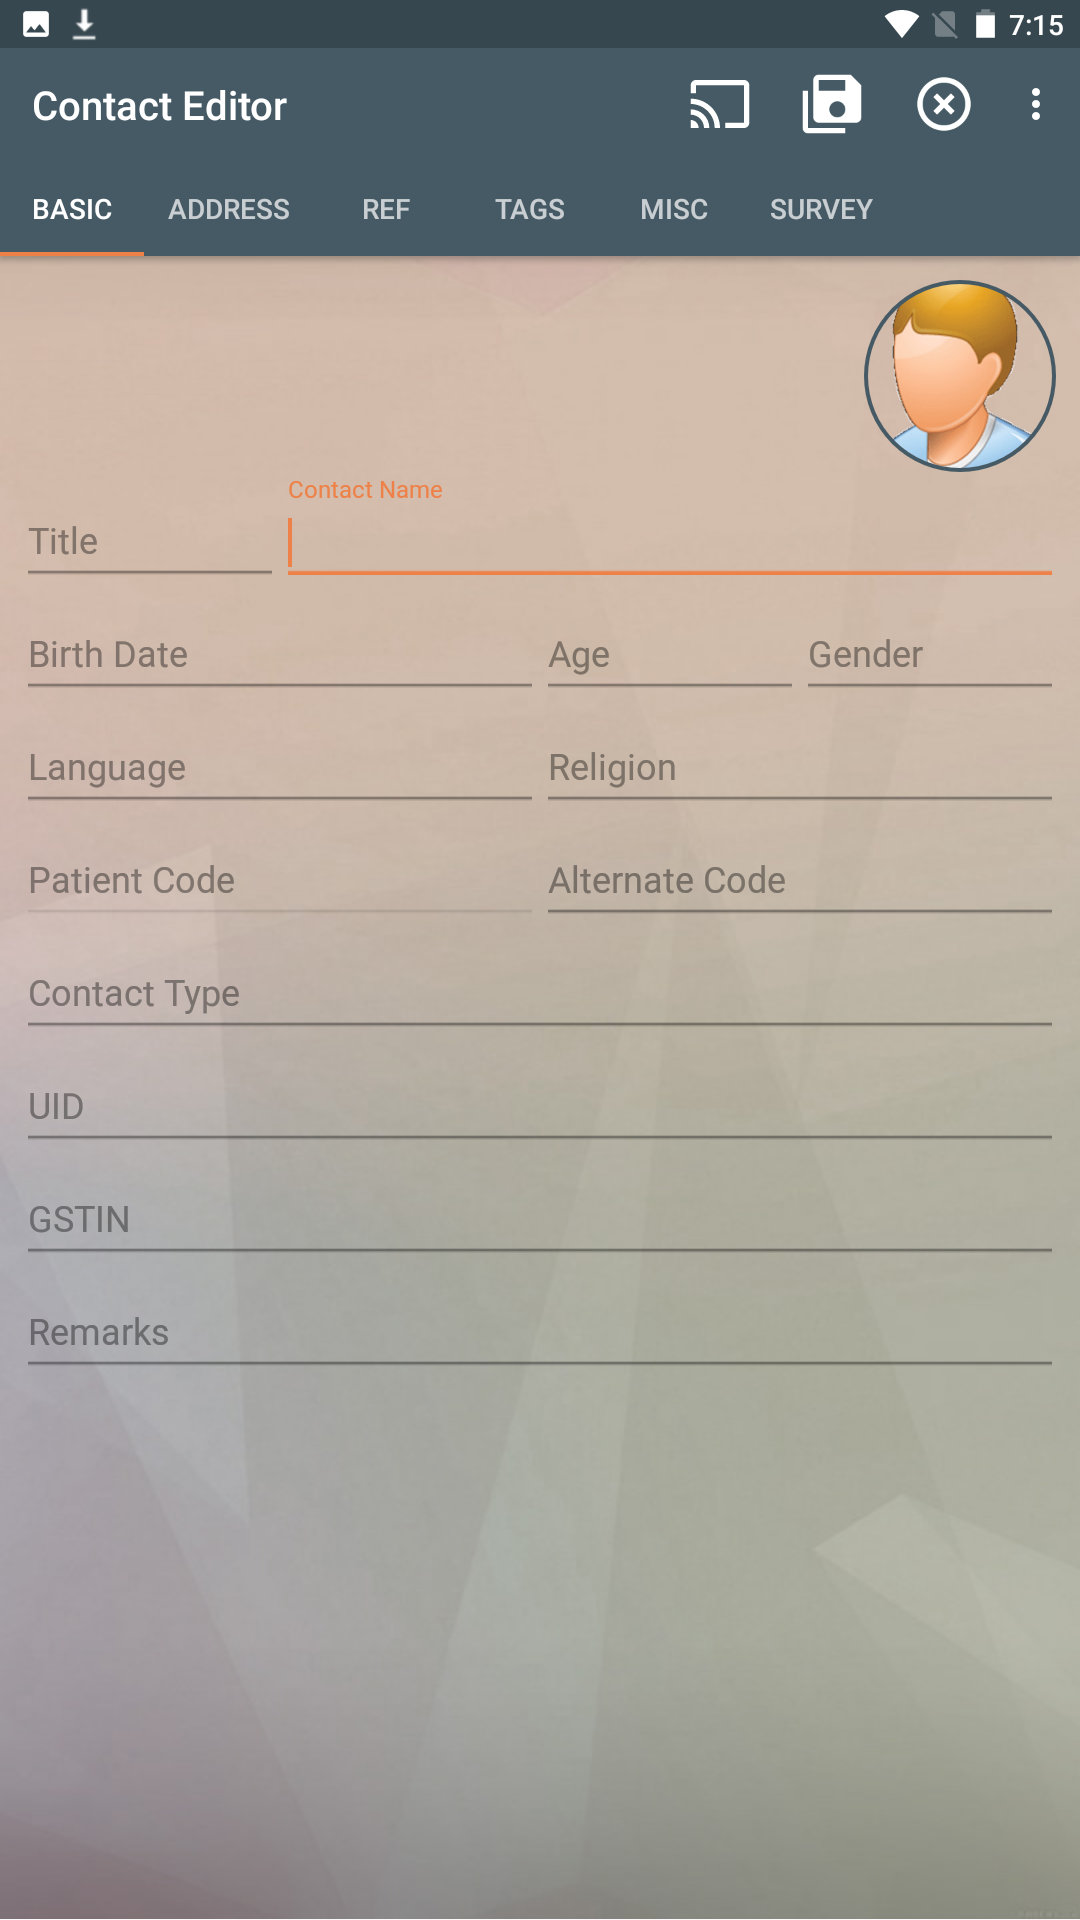 7:15
Contact Editor
BASIC ADDRESS REF TAGS MISC SURVEY
Contact Name
Title
Birth Date Age Gender
Language Religion
Patient Code Alternate Code
Contact Type
UID
GSTIN
Remarks